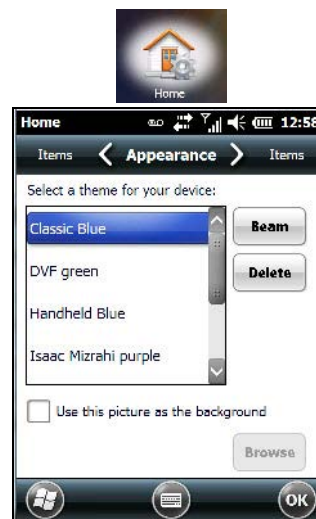 Home
Home 12:58
Items Appearance Items
Select a theme for your device:
Classic Blue
Beam
DVF green
Delete
Handheld Blue
Isaac Mizrahi purple
Use this picture as the background
Browse
OK